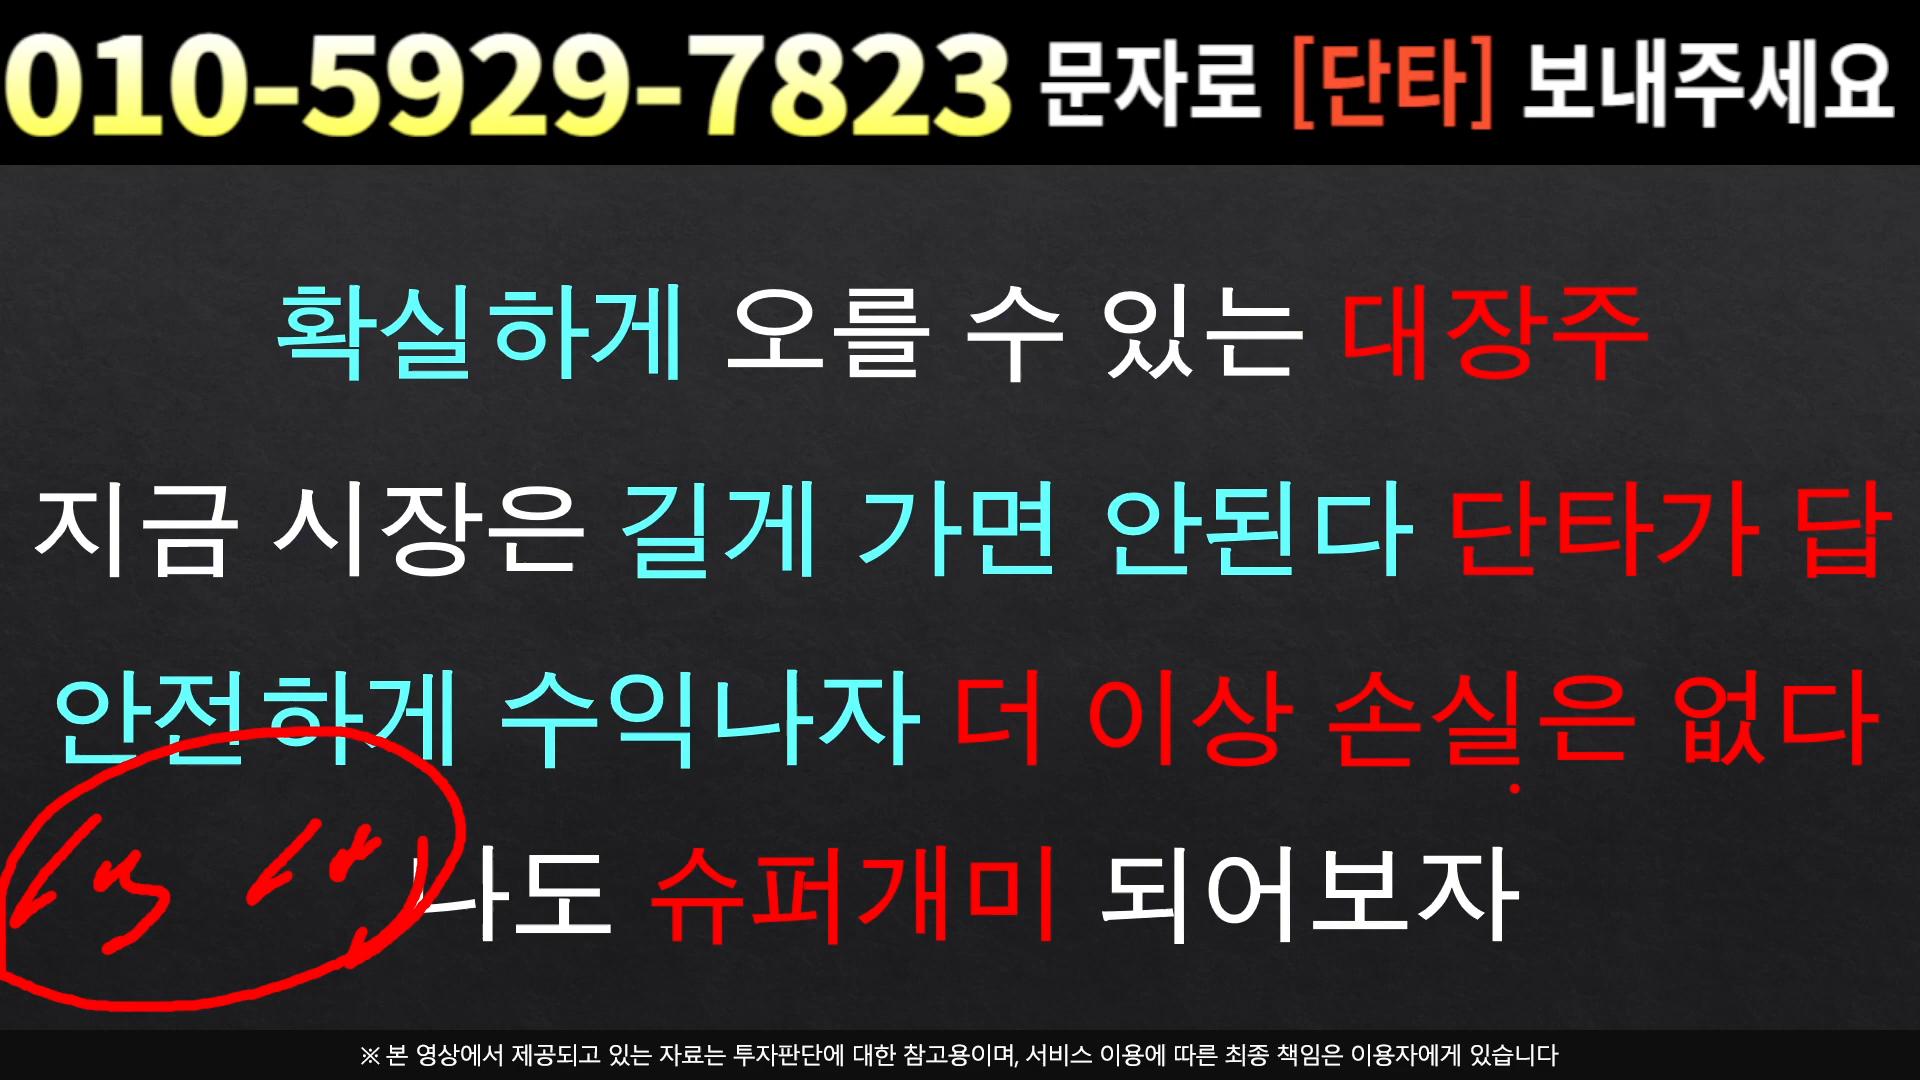 010-5929-7823 문자로 [단타] 보내주세요
확실하게 오를 수 있는 대장주
지금 시장은 길게 가면 안된다 단타가 답
안전하게 수익나자 더 이상 손실은 없다
나도 슈퍼개미 되어보자
※ 본 영상에서 제공되고 있는 자료는 투자판단에 대한 참고용이며, 서비스 이용에 따른 최종 책임은 이용자에게 있습니다